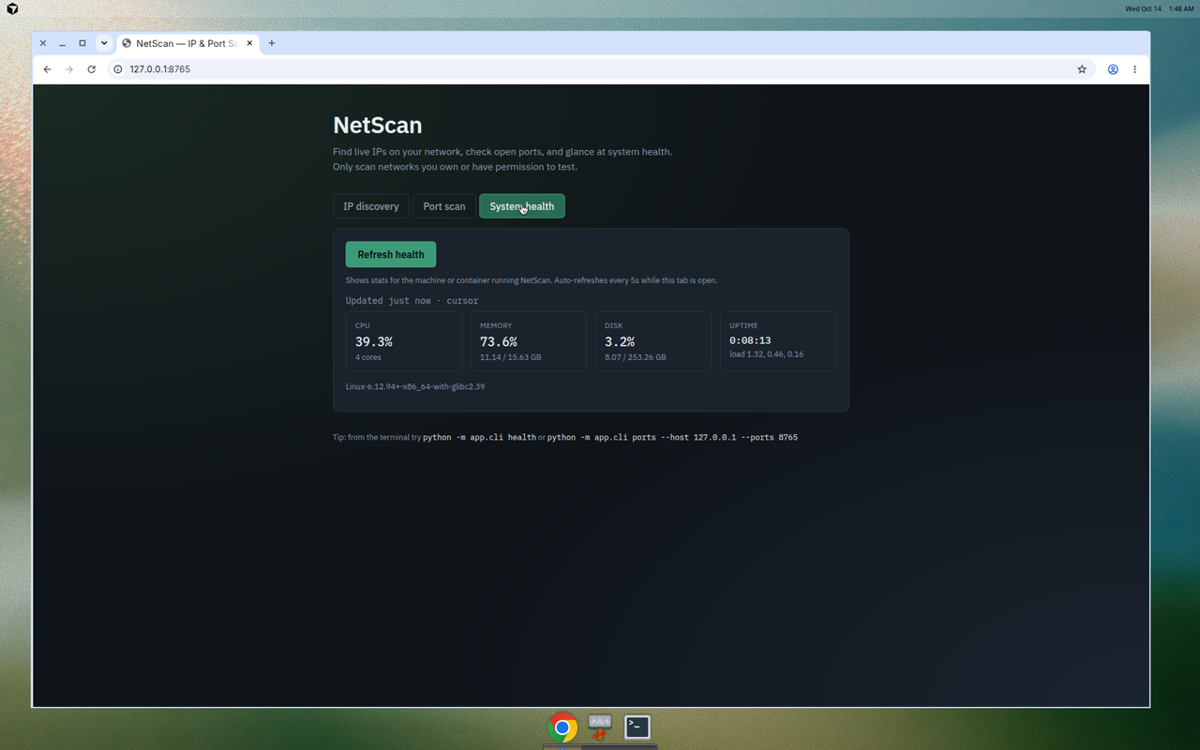 Wed Oct 14 1:48 AM
NetScan — IP & Port Sc
127.0.0.1:8765
NetScan
Find live IPs on your network, check open ports, and glance at system health.
Only scan networks you own or have permission to test.
IP discovery
Port scan
System health
Refresh health
Shows stats for the machine or container running NetScan. Auto-refreshes every 5s while this tab is open.
Updated just now · cursor
CPU
39.3%
4 cores
MEMORY
73.6%
11.14 / 15.63 GB
DISK
3.2%
8.07 / 253.26 GB
UPTIME
0:08:13
load 1.32, 0.46, 0.16
Linux-6.12.94+-x86_64-with-glibc2.39
Tip: from the terminal try python -m app.cli health or python -m app.cli ports --host 127.0.0.1 --ports 8765